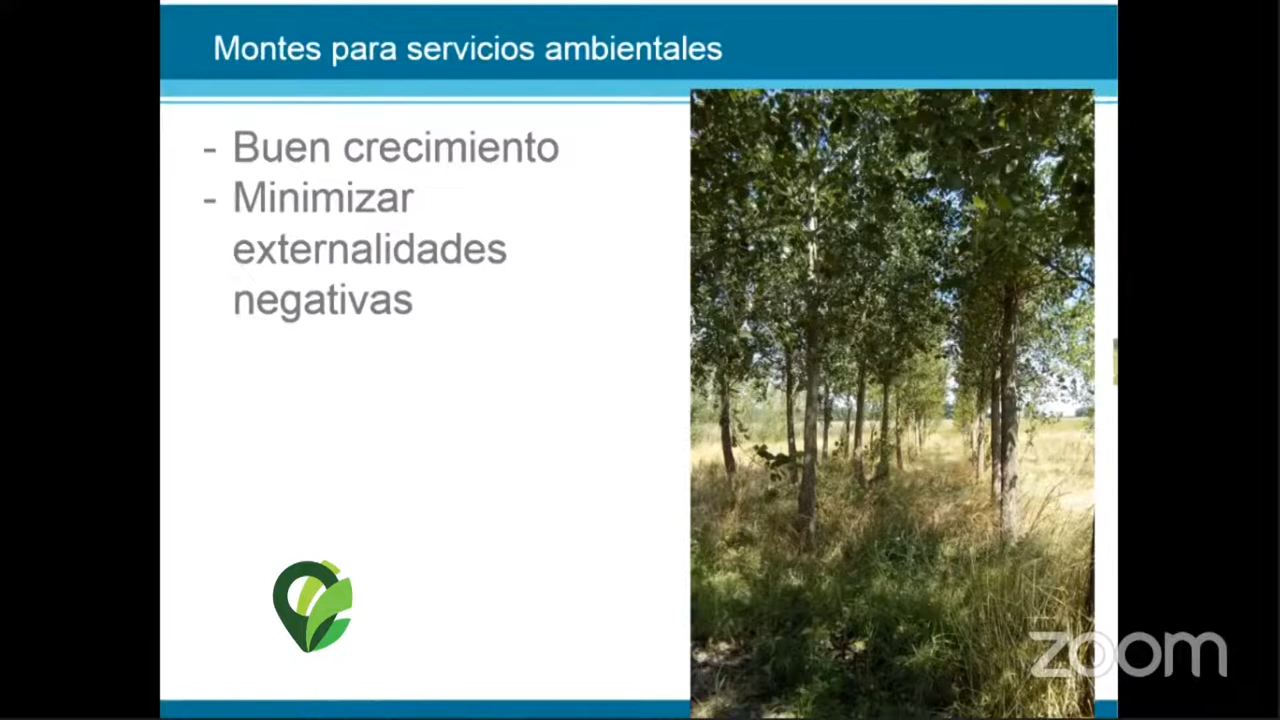 Montes para servicios ambientales
- Buen crecimiento
- Minimizar
externalidades
negativas
zoom